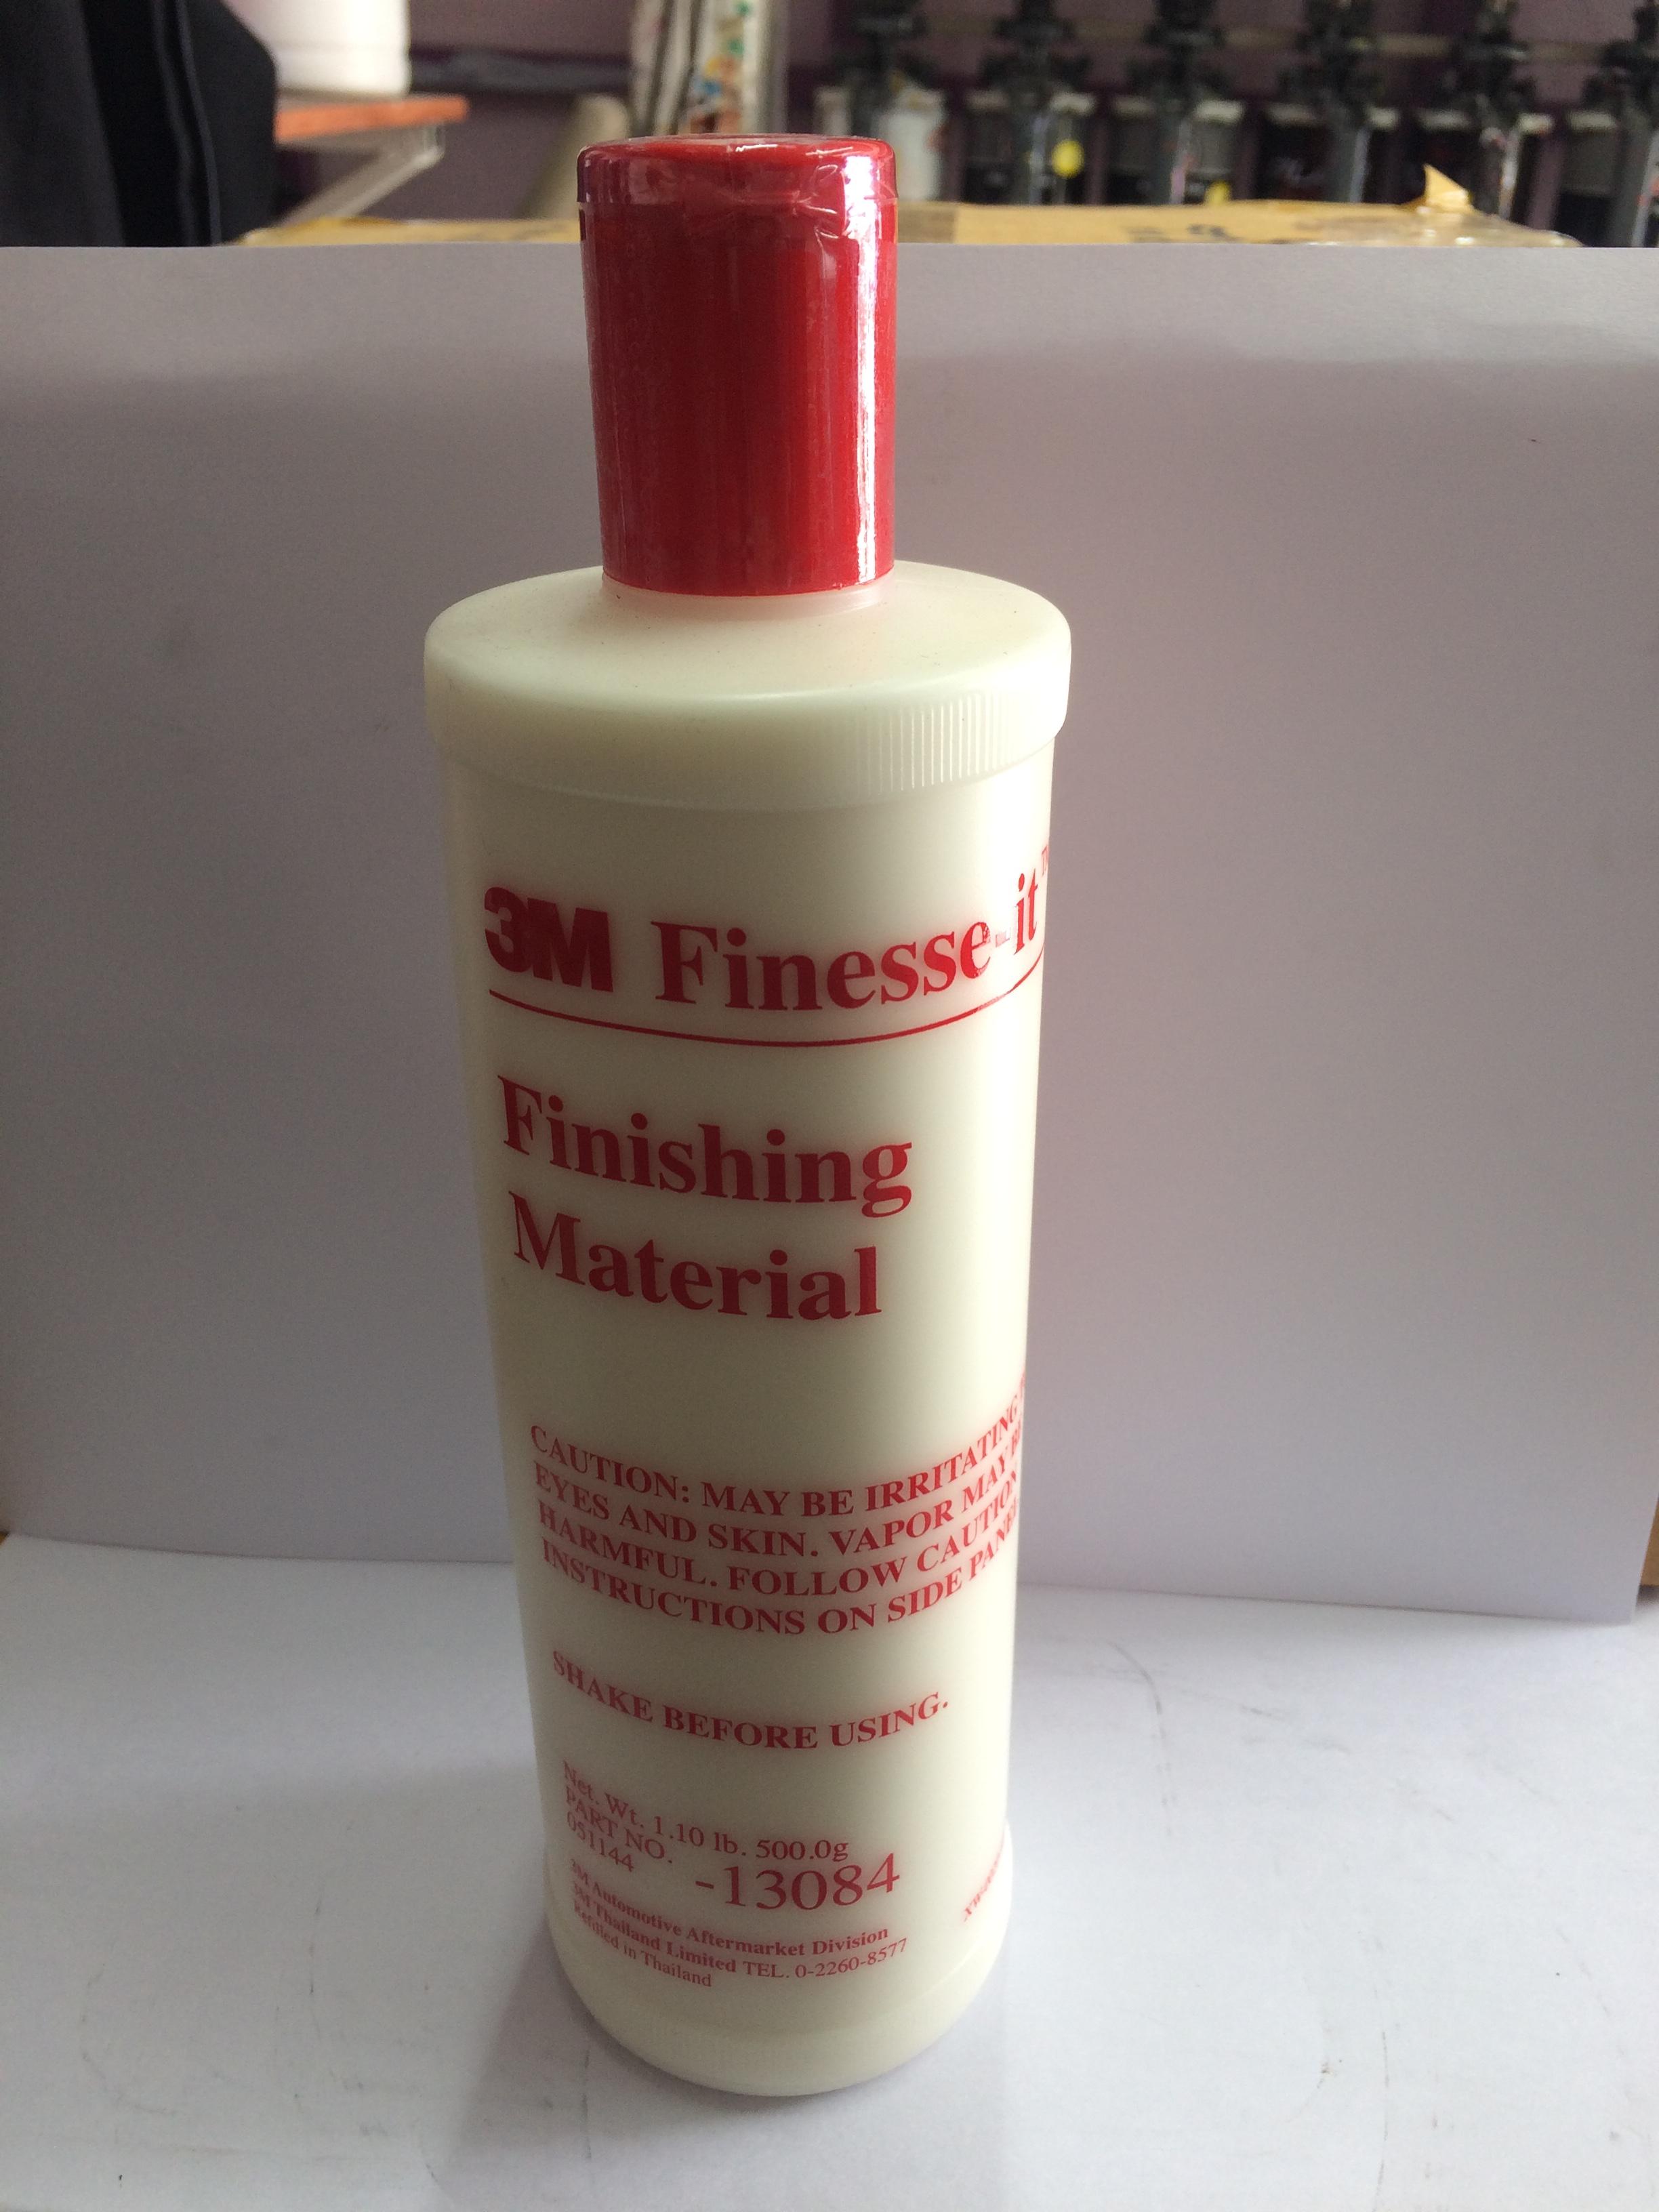 3M Finesse-it™
Finishing
Material
CAUTION: MAY BE IRRITATING
EYES AND SKIN. VAPOR MAY
HARMFUL. FOLLOW CAUTION
INSTRUCTIONS ON SIDE PANEL
SHAKE BEFORE USING.
Net. Wt. 1.10 lb. 500.0g
PART NO.
051144 -13084
3M Automotive Aftermarket Division
3M Thailand Limited TEL. 0-2260-8577
Refilled in Thailand